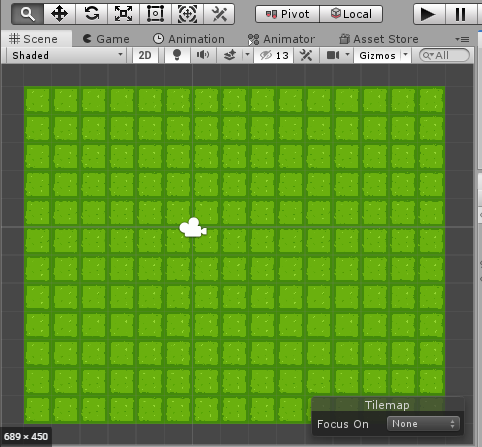 Pivot Local
Scene Game Animation Animator Asset Store
Shaded 2D 13 Gizmos All
Tilemap
Focus On None
689 × 450